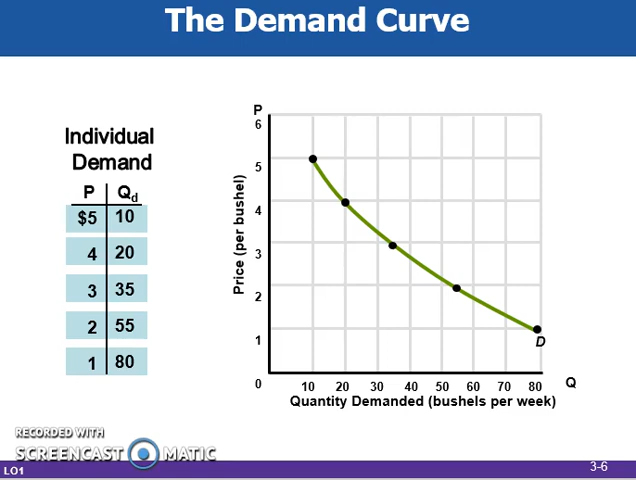 The Demand Curve
Individual
Demand
P Qd
$5 10
4 20
3 35
2 55
1 80
P
6
5
4
3
2
1
0
Price (per bushel)
D
10 20 30 40 50 60 70 80 Q
Quantity Demanded (bushels per week)
RECORDED WITH
SCREENCAST MATIC
LO1
3-6